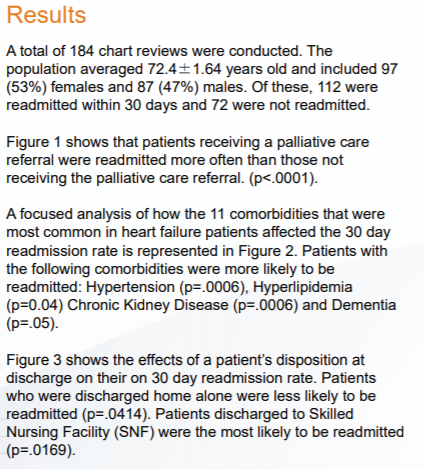 Results
A total of 184 chart reviews were conducted. The
population averaged 72.4±1.64 years old and included 97
(53%) females and 87 (47%) males. Of these, 112 were
readmitted within 30 days and 72 were not readmitted.
Figure 1 shows that patients receiving a palliative care
referral were readmitted more often than those not
receiving the palliative care referral. (p<.0001).
A focused analysis of how the 11 comorbidities that were
most common in heart failure patients affected the 30 day
readmission rate is represented in Figure 2. Patients with
the following comorbidities were more likely to be
readmitted: Hypertension (p=.0006), Hyperlipidemia
(p=0.04) Chronic Kidney Disease (p=.0006) and Dementia
(p=.05).
Figure 3 shows the effects of a patient's disposition at
discharge on their on 30 day readmission rate. Patients
who were discharged home alone were less likely to be
readmitted (p=.0414). Patients discharged to Skilled
Nursing Facility (SNF) were the most likely to be readmitted
(p=.0169).